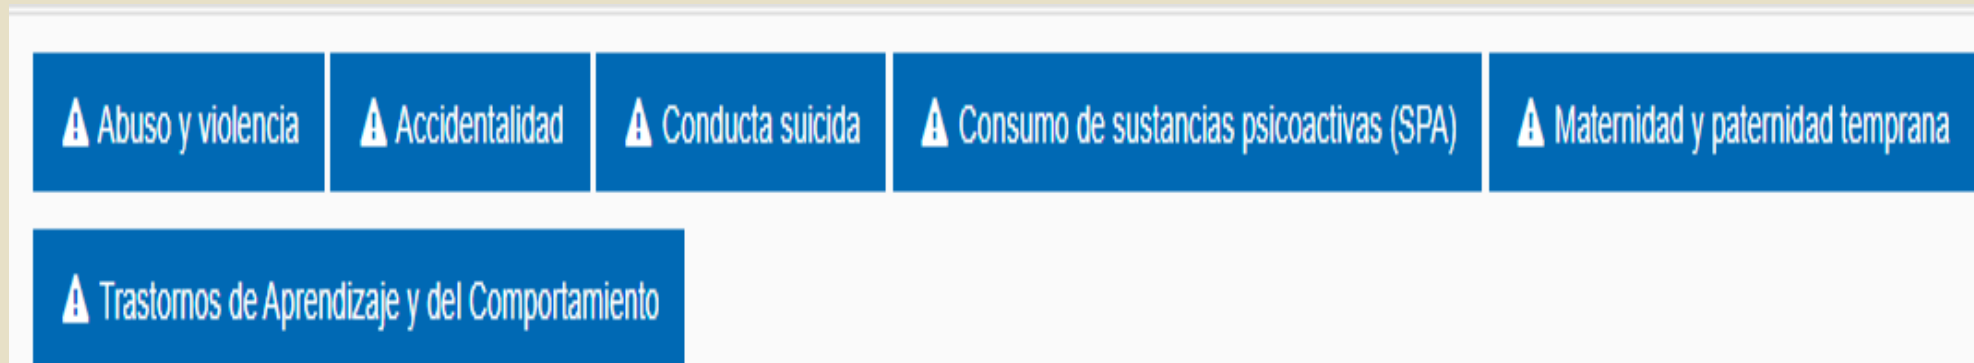 Abuso y violencia
Accidentalidad
Conducta suicida
Consumo de sustancias psicoactivas (SPA)
Maternidad y paternidad temprana
Trastornos de Aprendizaje y del Comportamiento